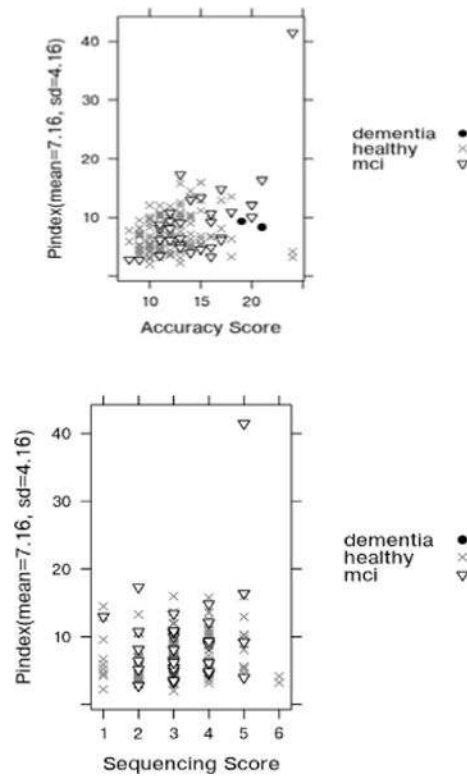 Pindex(mean=7.16, sd=4.16)
40
30
20
10
10 15 20
Accuracy Score
dementia
healthy
mci
Pindex(mean=7.16, sd=4.16)
40
30
20
10
1 2 3 4 5 6
Sequencing Score
dementia
healthy
mci